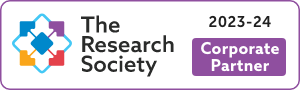 The
Research
Society
2023-24
Corporate
Partner